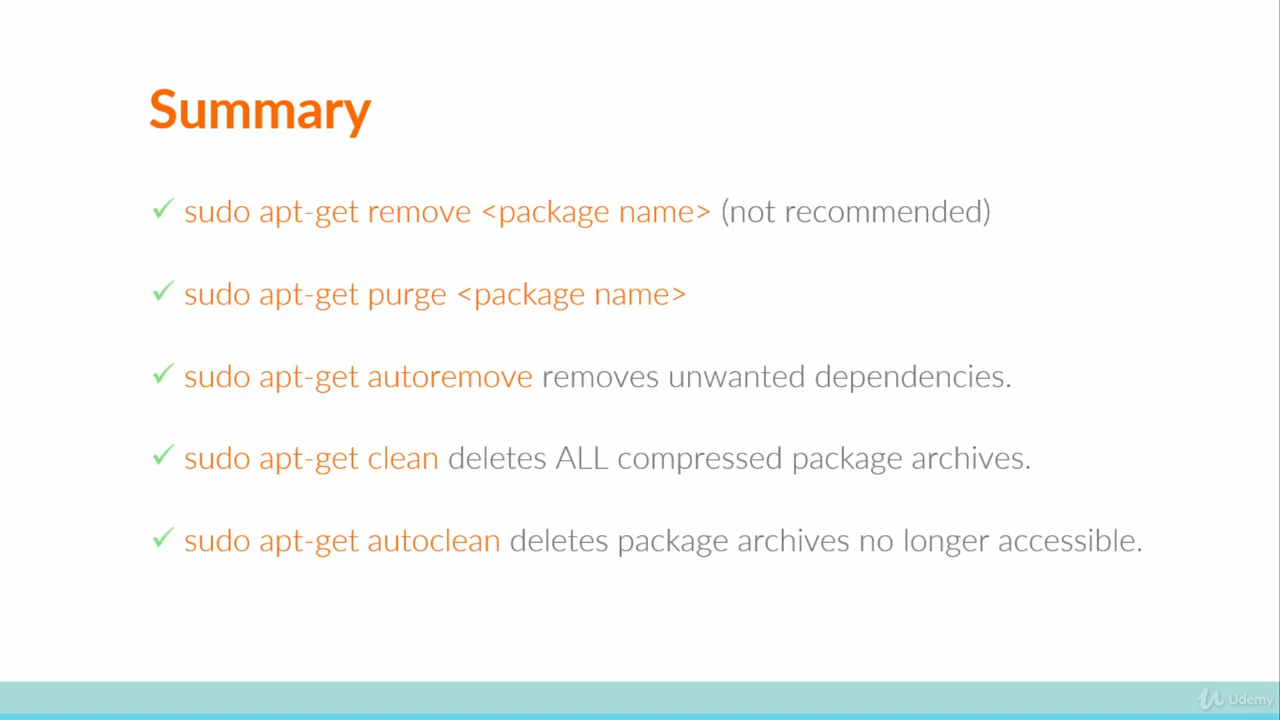 Summary
✓ sudo apt-get remove <package name> (not recommended)
✓ sudo apt-get purge <package name>
✓ sudo apt-get autoremove removes unwanted dependencies.
✓ sudo apt-get clean deletes ALL compressed package archives.
✓ sudo apt-get autoclean deletes package archives no longer accessible.
Udemy